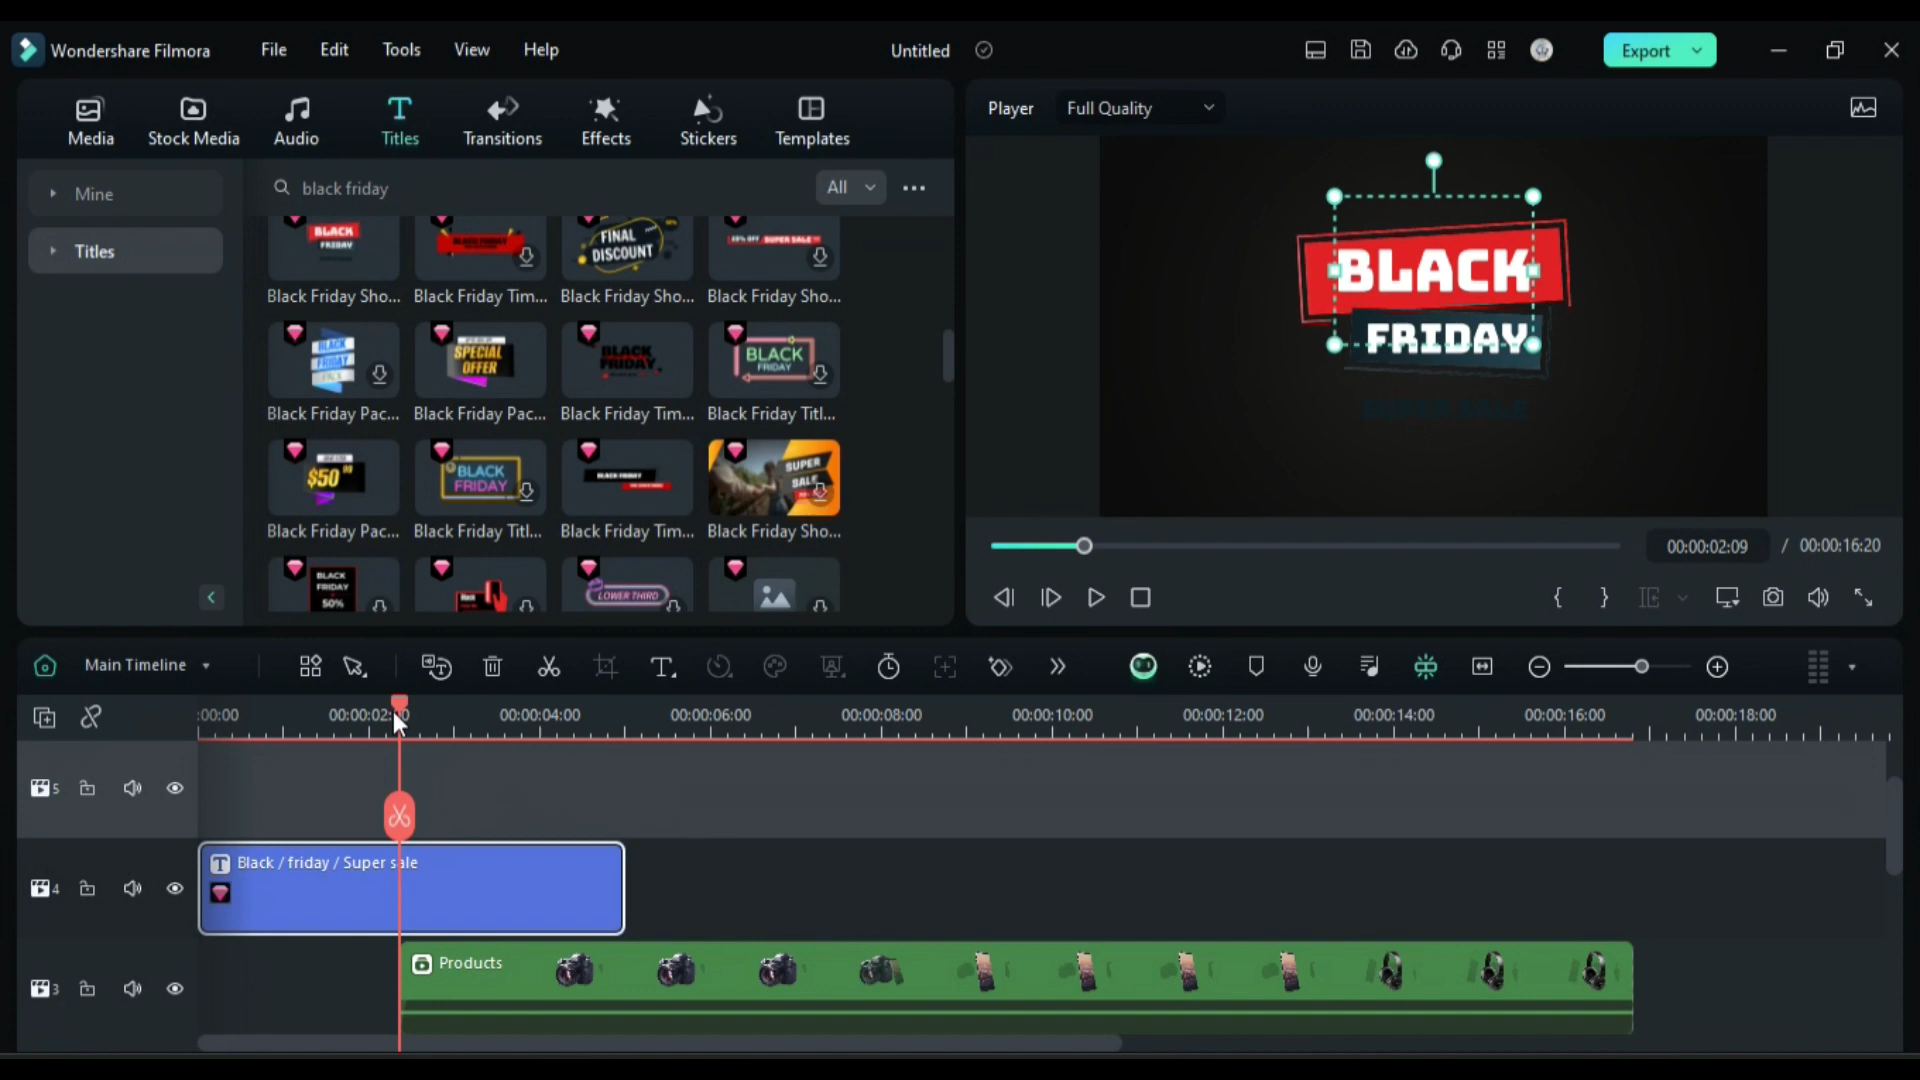 Wondershare Filmora
File
Edit
Tools
View
Help
Untitled
Export
Media
Stock Media
Audio
Titles
Transitions
Effects
Stickers
Templates
Player
Full Quality
Mine
Titles
black friday
All
BLACK
FRIDAY
FINAL
DISCOUNT
SUPER SALE
Black Friday Sho...
Black Friday Tim...
Black Friday Sho...
Black Friday Sho...
BLACK
FRIDAY
SPECIAL
OFFER
BLACK
FRIDAY
BLACK
FRIDAY
Black Friday Pac...
Black Friday Pac...
Black Friday Tim...
Black Friday Titl...
$50
BLACK
FRIDAY
BLACK FRIDAY
SUPER
SALE
Black Friday Pac...
Black Friday Titl...
Black Friday Tim...
Black Friday Sho...
BLACK
FRIDAY
50%
LOWER THIRD
BLACK
FRIDAY
SUPER SALE
00:00:02:09
/ 00:00:16:20
Main Timeline
:00:00
00:00:04:00
00:00:06:00
00:00:08:00
00:00:10:00
00:00:12:00
00:00:14:00
00:00:16:00
00:00:18:00
5
4
Black / friday / Super sale
3
Products